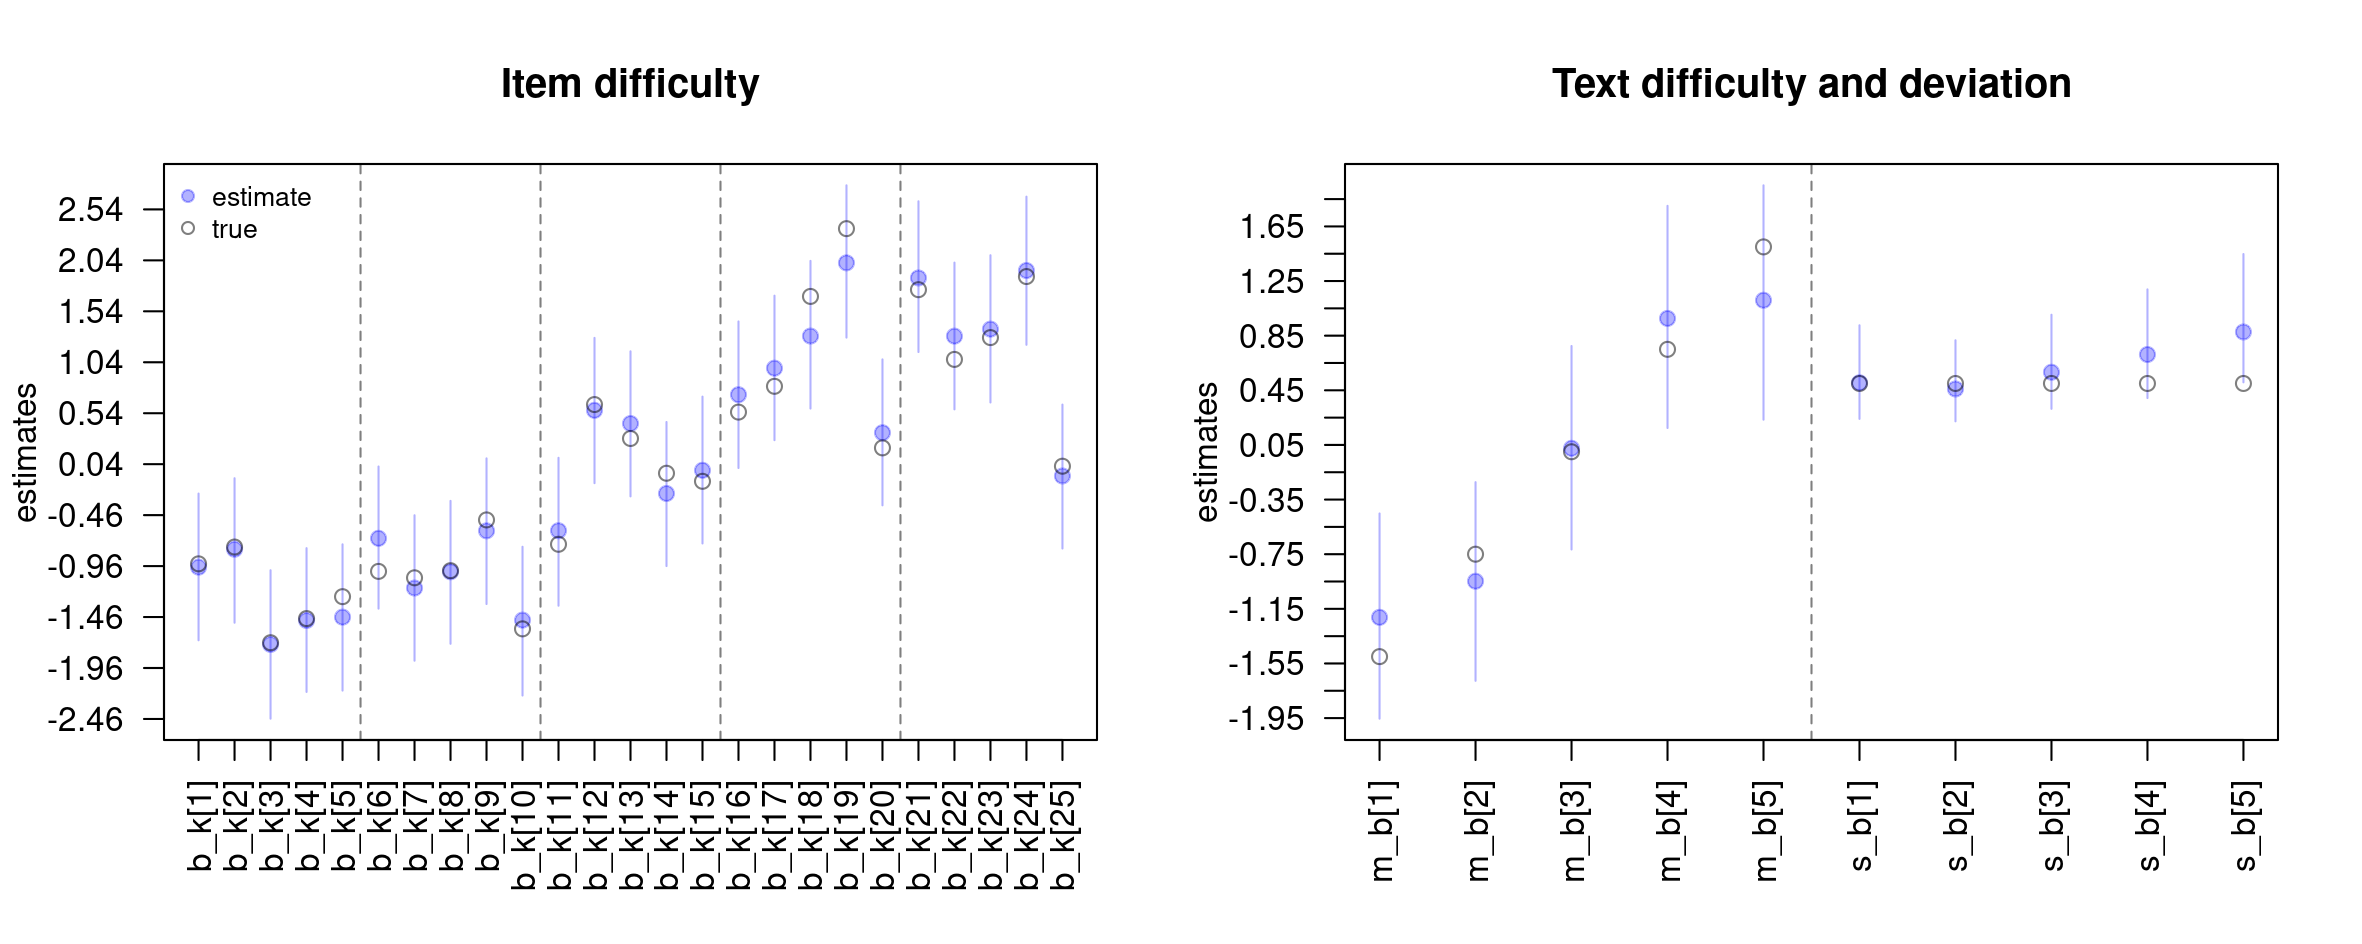 Item difficulty
estimates
2.54
2.04
1.54
1.04
0.54
0.04
-0.46
-0.96
-1.46
-1.96
-2.46
estimate
true
b_k[1]
b_k[2]
b_k[3]
b_k[4]
b_k[5]
b_k[6]
b_k[7]
b_k[8]
b_k[9]
b_k[10]
b_k[11]
b_k[12]
b_k[13]
b_k[14]
b_k[15]
b_k[16]
b_k[17]
b_k[18]
b_k[19]
b_k[20]
b_k[21]
b_k[22]
b_k[23]
b_k[24]
b_k[25]
Text difficulty and deviation
estimates
1.65
1.25
0.85
0.45
0.05
-0.35
-0.75
-1.15
-1.55
-1.95
m_b[1]
m_b[2]
m_b[3]
m_b[4]
m_b[5]
s_b[1]
s_b[2]
s_b[3]
s_b[4]
s_b[5]